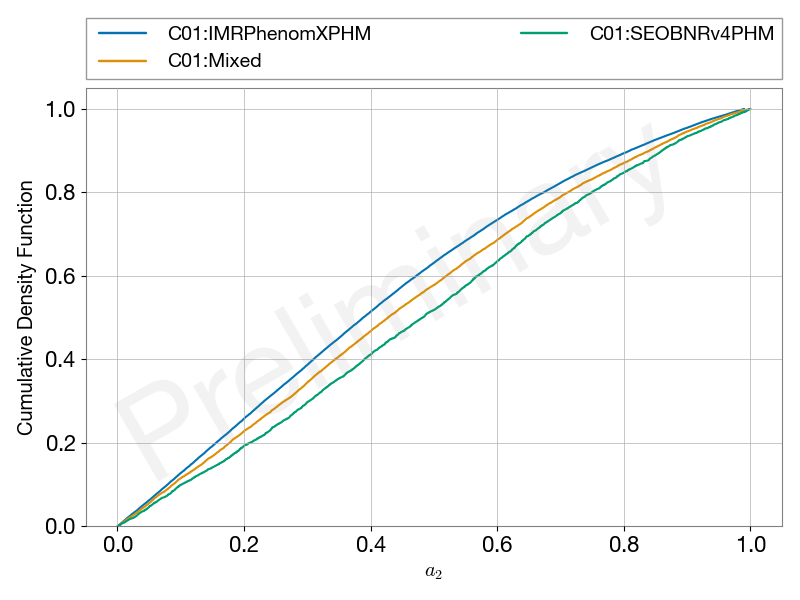 C01:IMRPhenomXPHM
C01:Mixed
C01:SEOBNRv4PHM
1.0
0.8
0.6
0.4
0.2
0.0
Cumulative Density Function
Preliminary
0.0 0.2 0.4 0.6 0.8 1.0
a₂